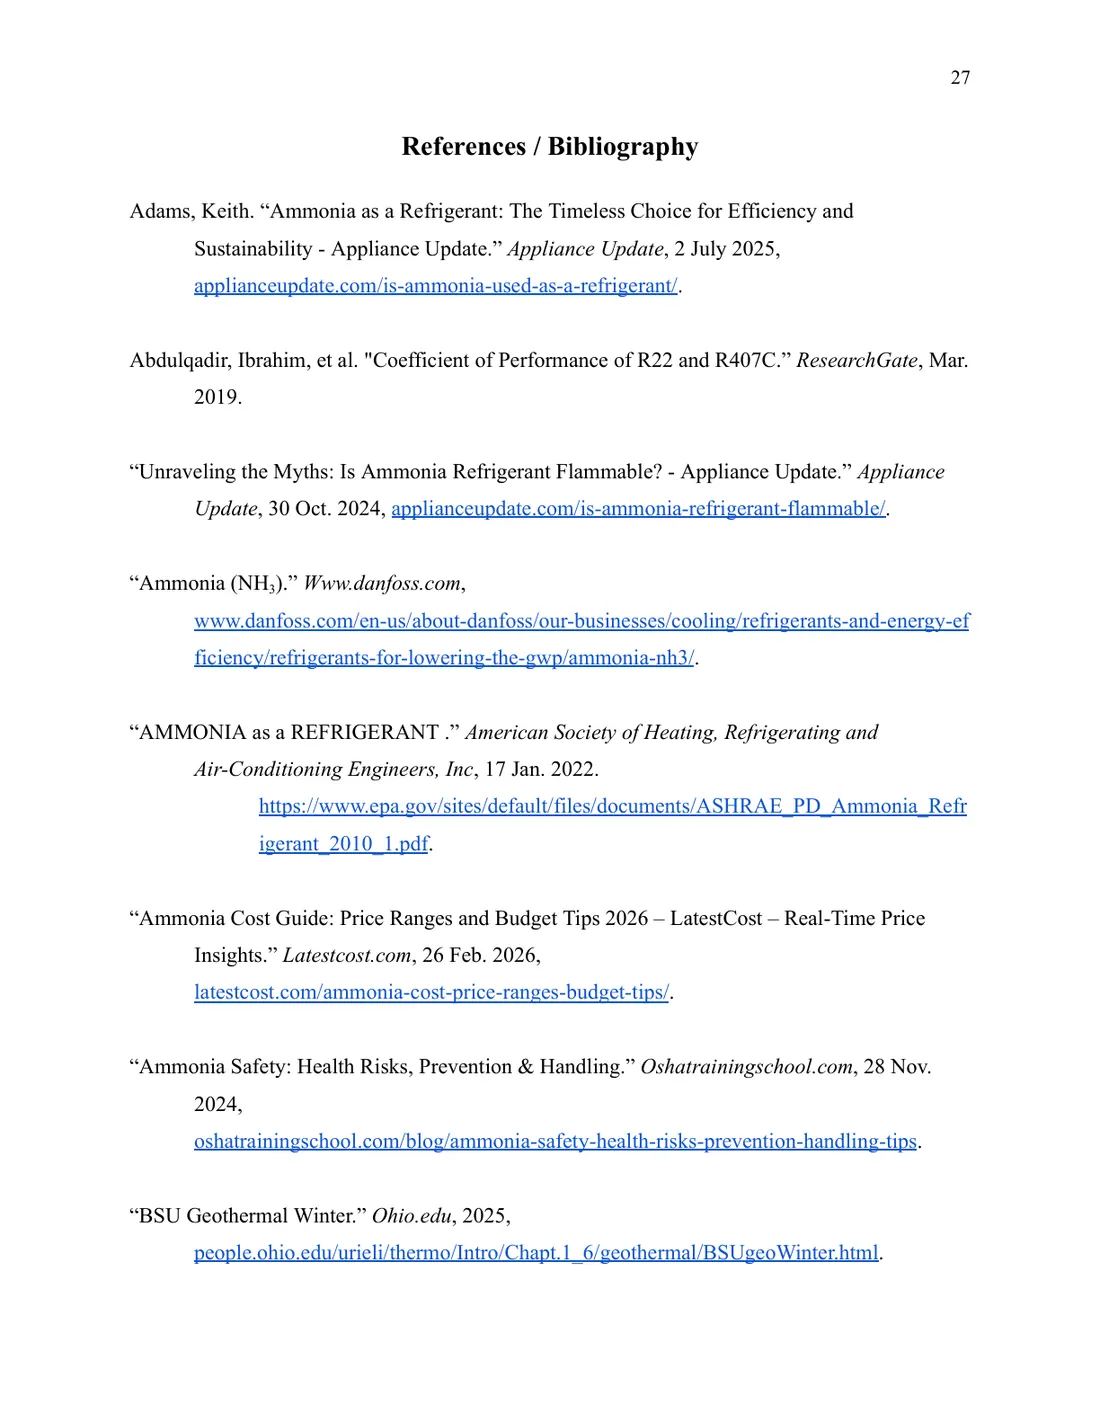 27
References / Bibliography
Adams, Keith. “Ammonia as a Refrigerant: The Timeless Choice for Efficiency and
Sustainability - Appliance Update.” Appliance Update, 2 July 2025,
applianceupdate.com/is-ammonia-used-as-a-refrigerant/.
Abdulqadir, Ibrahim, et al. "Coefficient of Performance of R22 and R407C.” ResearchGate, Mar.
2019.
“Unraveling the Myths: Is Ammonia Refrigerant Flammable? - Appliance Update.” Appliance
Update, 30 Oct. 2024, applianceupdate.com/is-ammonia-refrigerant-flammable/.
“Ammonia (NH₃).” Www.danfoss.com,
www.danfoss.com/en-us/about-danfoss/our-businesses/cooling/refrigerants-and-energy-ef
ficiency/refrigerants-for-lowering-the-gwp/ammonia-nh3/.
“AMMONIA as a REFRIGERANT .” American Society of Heating, Refrigerating and
Air-Conditioning Engineers, Inc, 17 Jan. 2022.
https://www.epa.gov/sites/default/files/documents/ASHRAE_PD_Ammonia_Refr
igerant_2010_1.pdf.
“Ammonia Cost Guide: Price Ranges and Budget Tips 2026 – LatestCost – Real-Time Price
Insights.” Latestcost.com, 26 Feb. 2026,
latestcost.com/ammonia-cost-price-ranges-budget-tips/.
“Ammonia Safety: Health Risks, Prevention & Handling.” Oshatrainingschool.com, 28 Nov.
2024,
oshatrainingschool.com/blog/ammonia-safety-health-risks-prevention-handling-tips.
“BSU Geothermal Winter.” Ohio.edu, 2025,
people.ohio.edu/urieli/thermo/Intro/Chapt.1_6/geothermal/BSUgeoWinter.html.